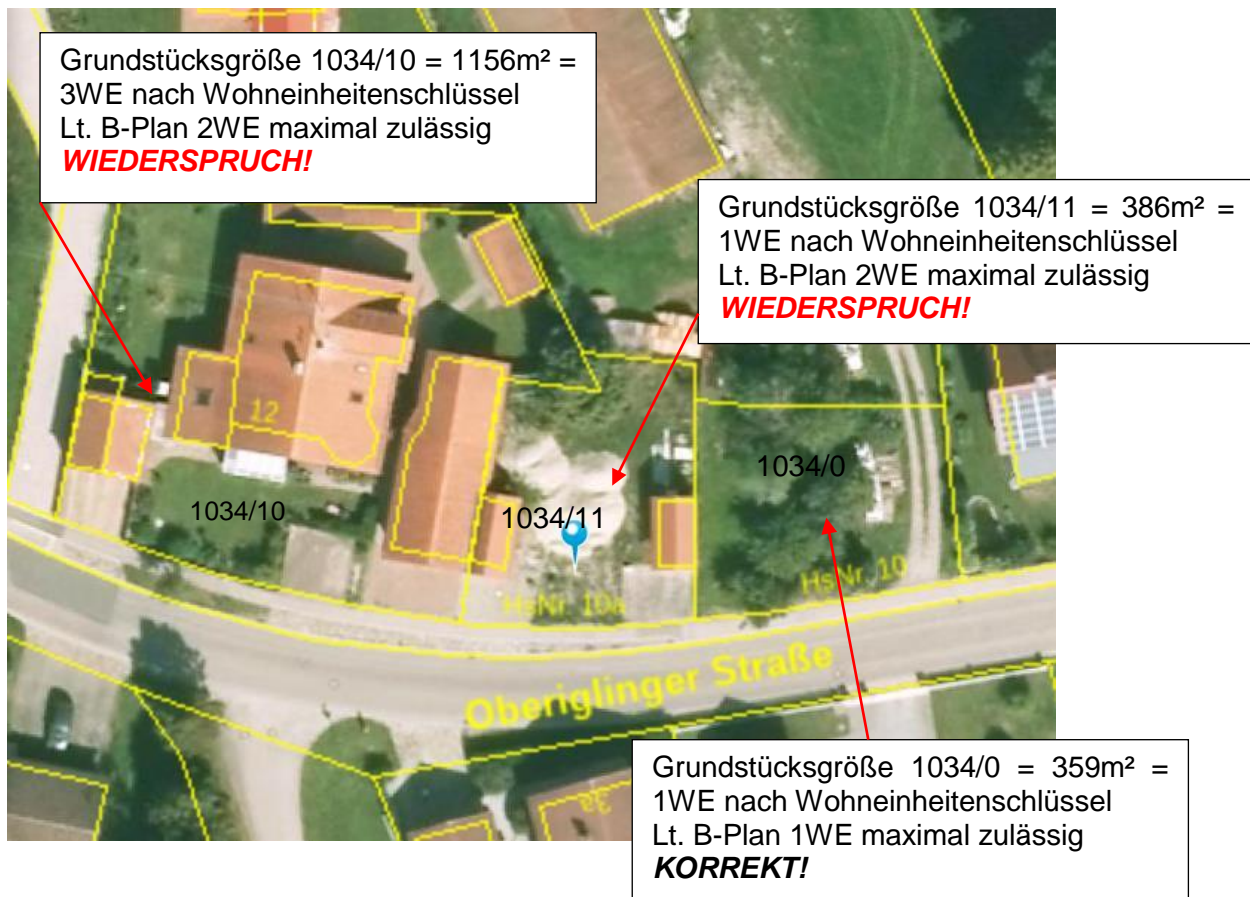 Grundstücksgröße 1034/10 = 1156m² =
3WE nach Wohneinheitenschlüssel
Lt. B-Plan 2WE maximal zulässig
WIEDERSPRUCH!
Grundstücksgröße 1034/11 = 386m² =
1WE nach Wohneinheitenschlüssel
Lt. B-Plan 2WE maximal zulässig
WIEDERSPRUCH!
12
1034/10
1034/11
1034/0
HsNr. 10a
HsNr. 10
Oberiglinger Straße
3a
Grundstücksgröße 1034/0 = 359m² =
1WE nach Wohneinheitenschlüssel
Lt. B-Plan 1WE maximal zulässig
KORREKT!